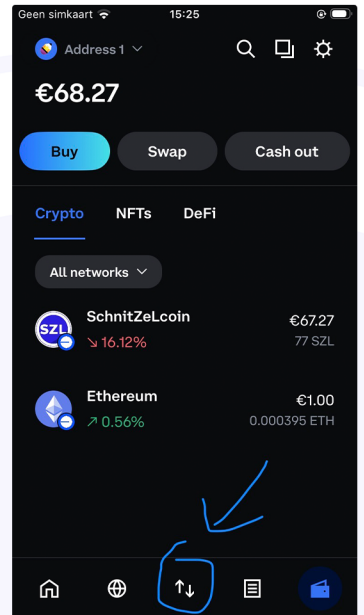 Geen simkaart 15:25
Address 1
€68.27
Buy Swap Cash out
Crypto NFTs DeFi
All networks
SZL SchnitZeLcoin €67.27
↘ 16.12% 77 SZL
Ethereum €1.00
↗ 0.56% 0.000395 ETH